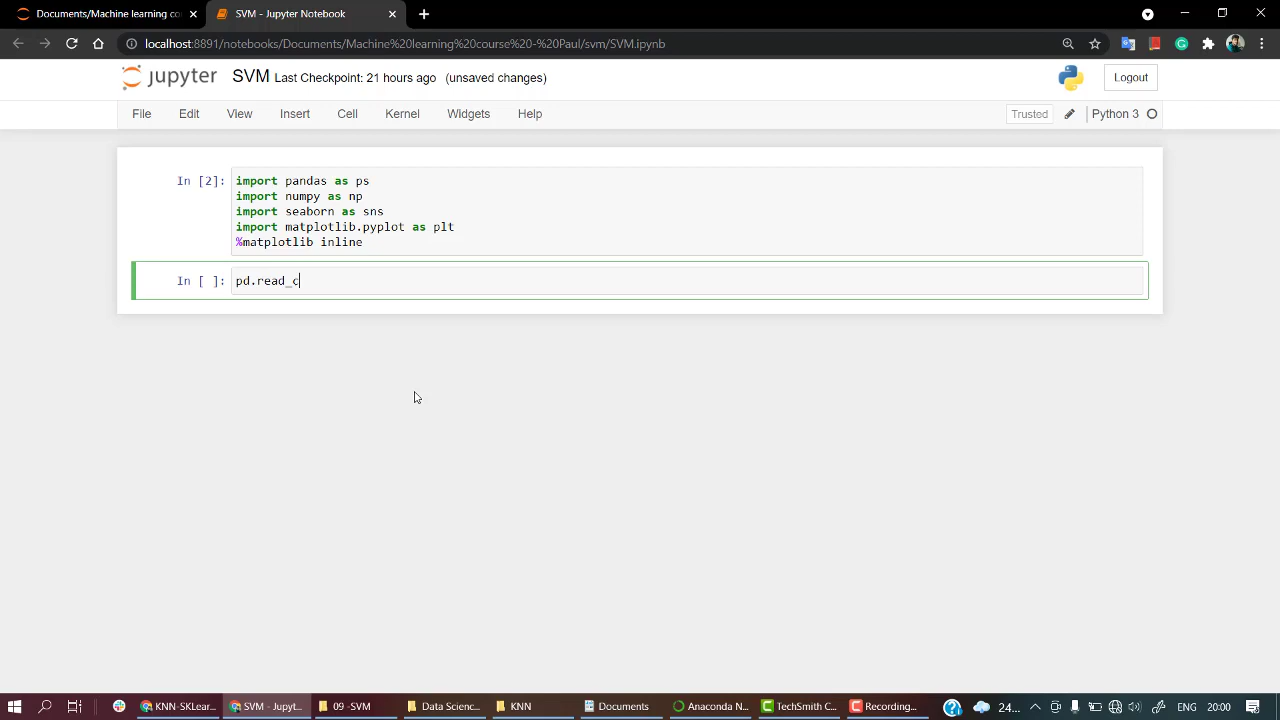 Documents/Machine learning co
SVM - Jupyter Notebook
localhost:8891/notebooks/Documents/Machine%20learning%20course%20-%20Paul/svm/SVM.ipynb
jupyter SVM Last Checkpoint: 21 hours ago (unsaved changes)
Logout
File Edit View Insert Cell Kernel Widgets Help
Trusted Python 3
In [2]: import pandas as ps
import numpy as np
import seaborn as sns
import matplotlib.pyplot as plt
%matplotlib inline
In [ ]: pd.read_c
KNN-SKLear... SVM - Jupyt... 09 -SVM Data Scienc... KNN Documents Anaconda N... TechSmith C... Recording... 24... ENG 20:00